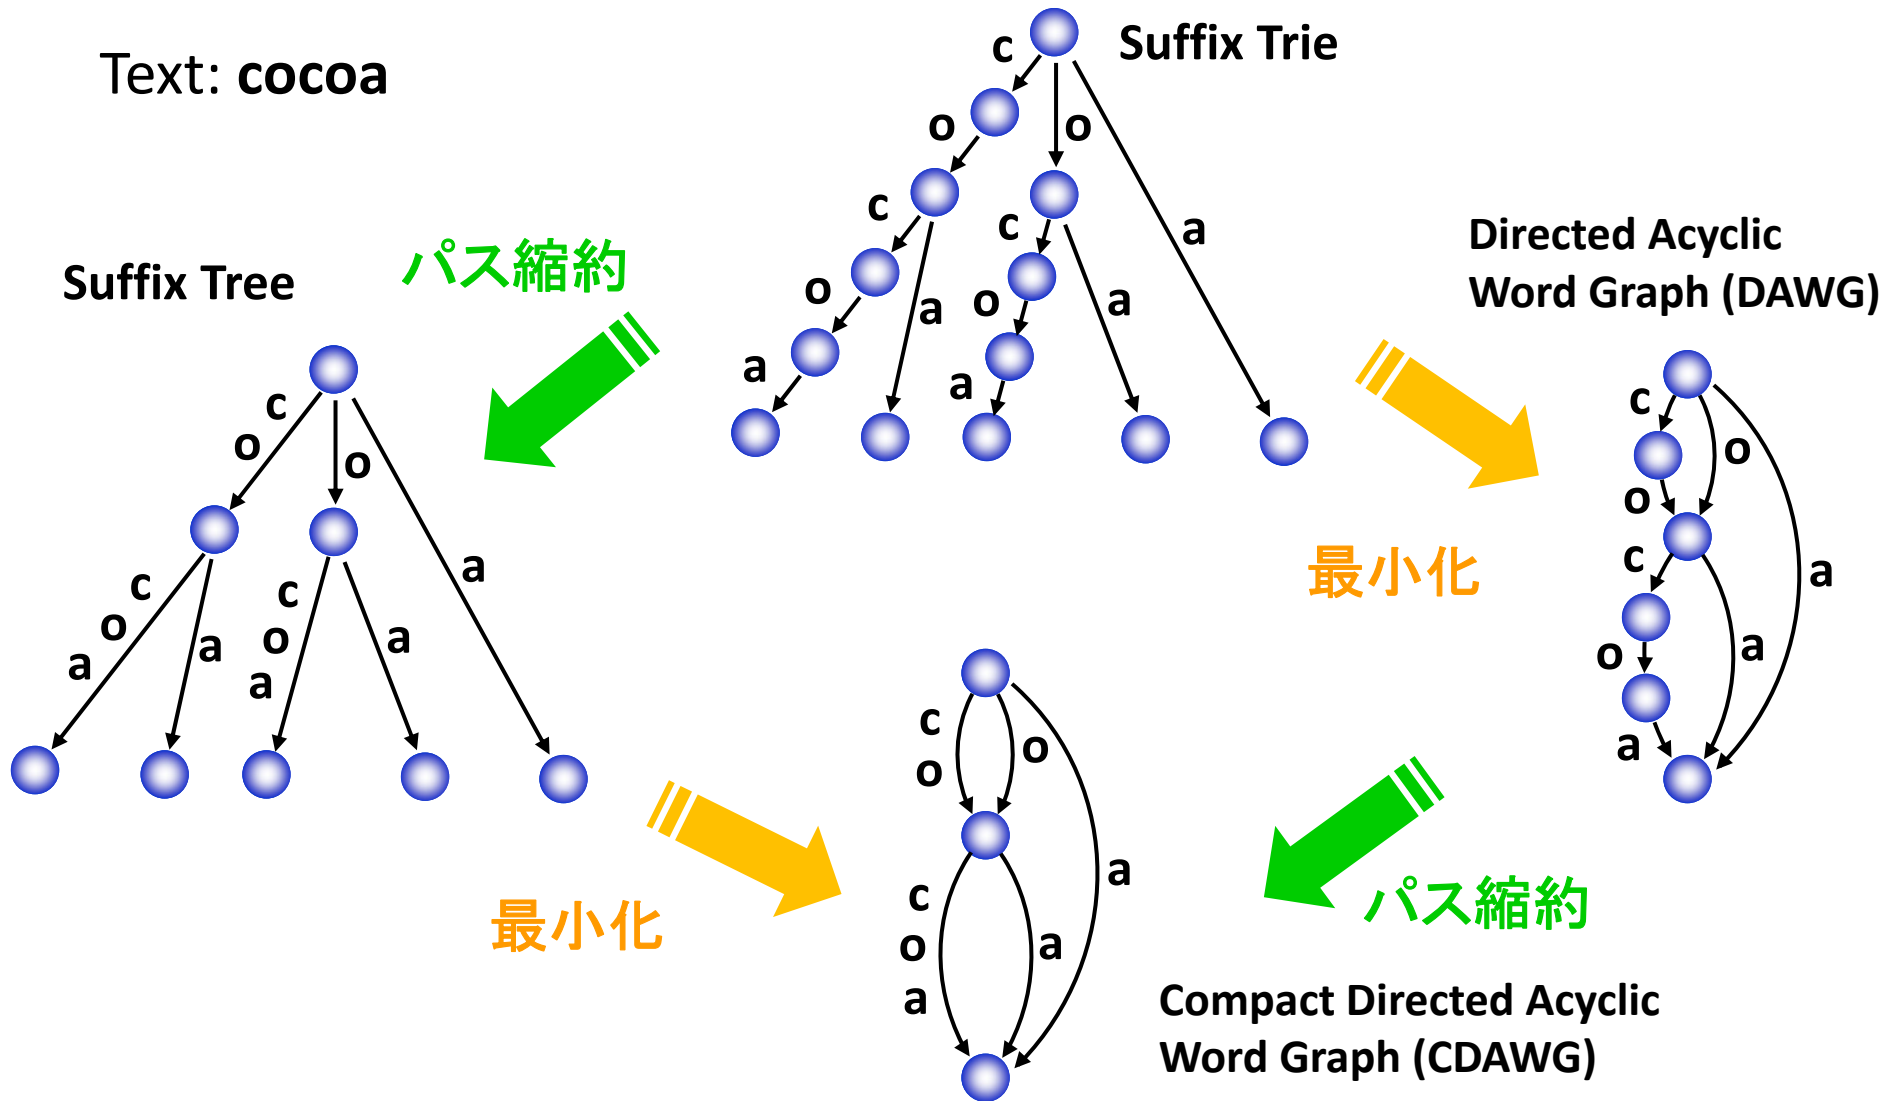 Text: cocoa
Suffix Trie
c
o
c
o
a
a
o
c
o
a
a
a
パス縮約
Suffix Tree
c
o
c
o
a
a
o
c
o
a
a
a
Directed Acyclic
Word Graph (DAWG)
c
o
o
c
o
a
a
a
最小化
最小化
c
o
o
c
o
a
a
a
パス縮約
Compact Directed Acyclic
Word Graph (CDAWG)